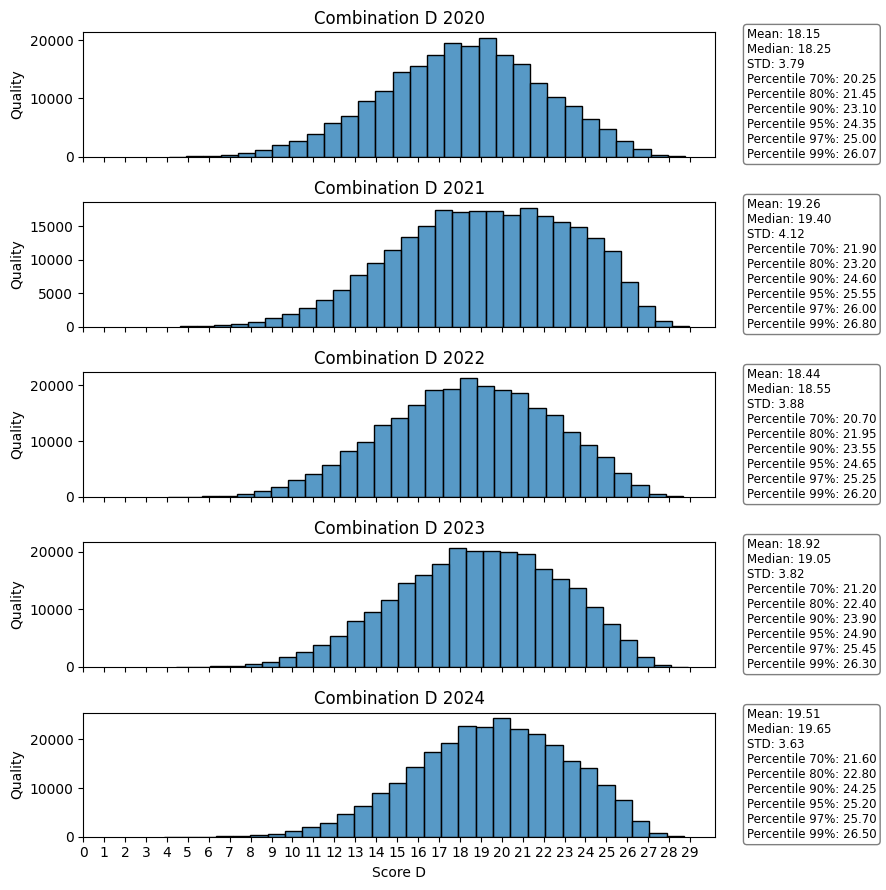 Combination D 2020
20000
10000
0
Quality
Mean: 18.15
Median: 18.25
STD: 3.79
Percentile 70%: 20.25
Percentile 80%: 21.45
Percentile 90%: 23.10
Percentile 95%: 24.35
Percentile 97%: 25.00
Percentile 99%: 26.07
Combination D 2021
15000
10000
5000
0
Quality
Mean: 19.26
Median: 19.40
STD: 4.12
Percentile 70%: 21.90
Percentile 80%: 23.20
Percentile 90%: 24.60
Percentile 95%: 25.55
Percentile 97%: 26.00
Percentile 99%: 26.80
Combination D 2022
20000
10000
0
Quality
Mean: 18.44
Median: 18.55
STD: 3.88
Percentile 70%: 20.70
Percentile 80%: 21.95
Percentile 90%: 23.55
Percentile 95%: 24.65
Percentile 97%: 25.25
Percentile 99%: 26.20
Combination D 2023
20000
10000
0
Quality
Mean: 18.92
Median: 19.05
STD: 3.82
Percentile 70%: 21.20
Percentile 80%: 22.40
Percentile 90%: 23.90
Percentile 95%: 24.90
Percentile 97%: 25.45
Percentile 99%: 26.30
Combination D 2024
20000
10000
0
Quality
Mean: 19.51
Median: 19.65
STD: 3.63
Percentile 70%: 21.60
Percentile 80%: 22.80
Percentile 90%: 24.25
Percentile 95%: 25.20
Percentile 97%: 25.70
Percentile 99%: 26.50
0 1 2 3 4 5 6 7 8 9 10 11 12 13 14 15 16 17 18 19 20 21 22 23 24 25 26 27 28 29
Score D